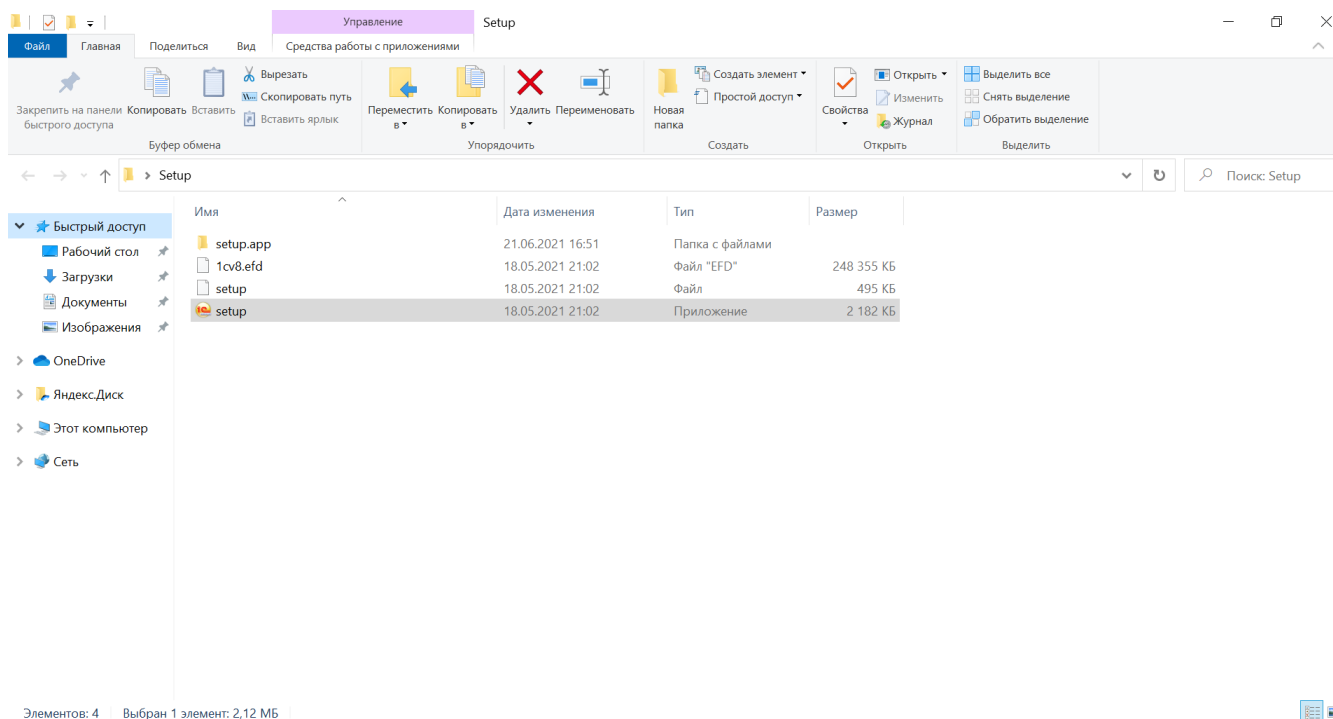 Управление
Setup
Файл
Главная
Поделиться
Вид
Средства работы с приложениями
Закрепить на панели быстрого доступа
Копировать
Вставить
Вырезать
Скопировать путь
Вставить ярлык
Буфер обмена
Переместить в
Копировать в
Удалить
Переименовать
Упорядочить
Новая папка
Создать элемент
Простой доступ
Создать
Свойства
Открыть
Изменить
Журнал
Открыть
Выделить все
Снять выделение
Обратить выделение
Выделить
Setup
Поиск: Setup
Имя Дата изменения Тип Размер
setup.app 21.06.2021 16:51 Папка с файлами
1cv8.efd 18.05.2021 21:02 Файл "EFD" 248 355 КБ
setup 18.05.2021 21:02 Файл 495 КБ
setup 18.05.2021 21:02 Приложение 2 182 КБ
Быстрый доступ
Рабочий стол
Загрузки
Документы
Изображения
OneDrive
Яндекс.Диск
Этот компьютер
Сеть
Элементов: 4 Выбран 1 элемент: 2,12 МБ